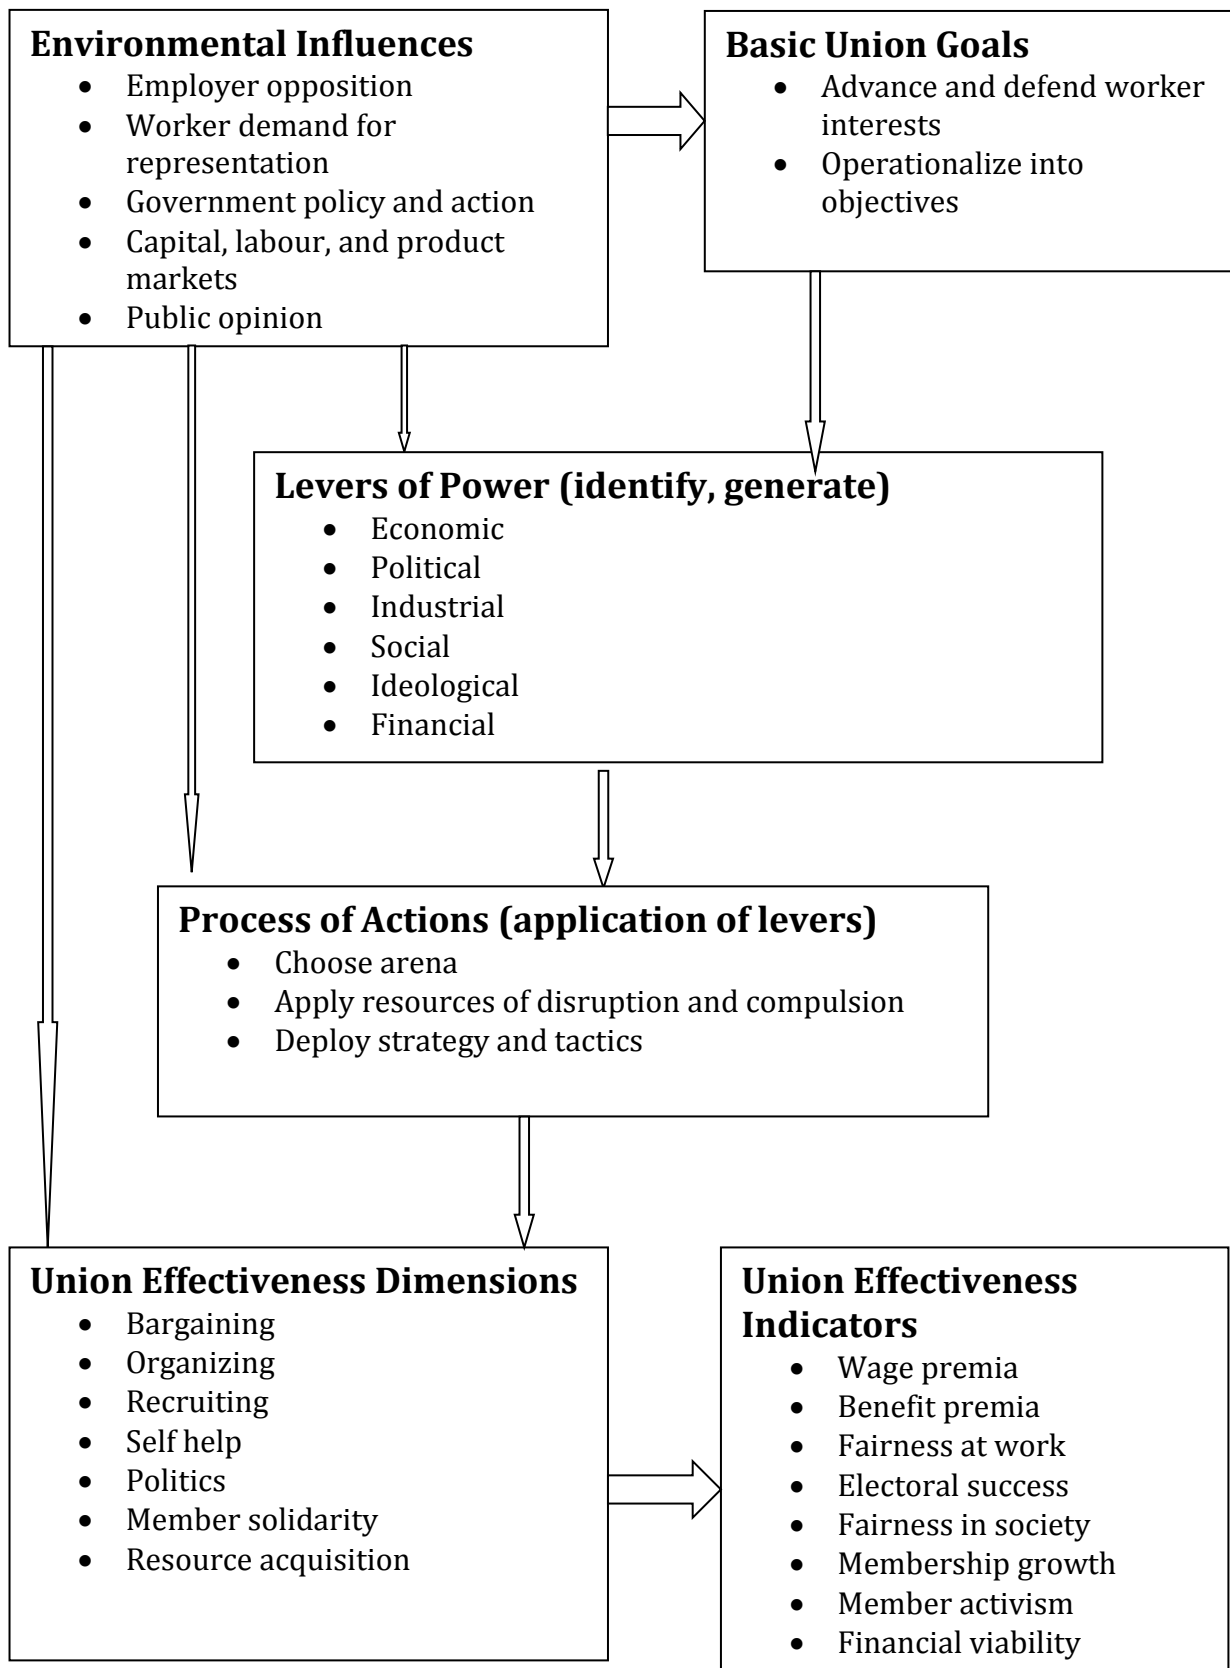 Environmental Influences
• Employer opposition
• Worker demand for
representation
• Government policy and action
• Capital, labour, and product
markets
• Public opinion
Basic Union Goals
• Advance and defend worker
interests
• Operationalize into
objectives
Levers of Power (identify, generate)
• Economic
• Political
• Industrial
• Social
• Ideological
• Financial
Process of Actions (application of levers)
• Choose arena
• Apply resources of disruption and compulsion
• Deploy strategy and tactics
Union Effectiveness Dimensions
• Bargaining
• Organizing
• Recruiting
• Self help
• Politics
• Member solidarity
• Resource acquisition
Union Effectiveness
Indicators
• Wage premia
• Benefit premia
• Fairness at work
• Electoral success
• Fairness in society
• Membership growth
• Member activism
• Financial viability